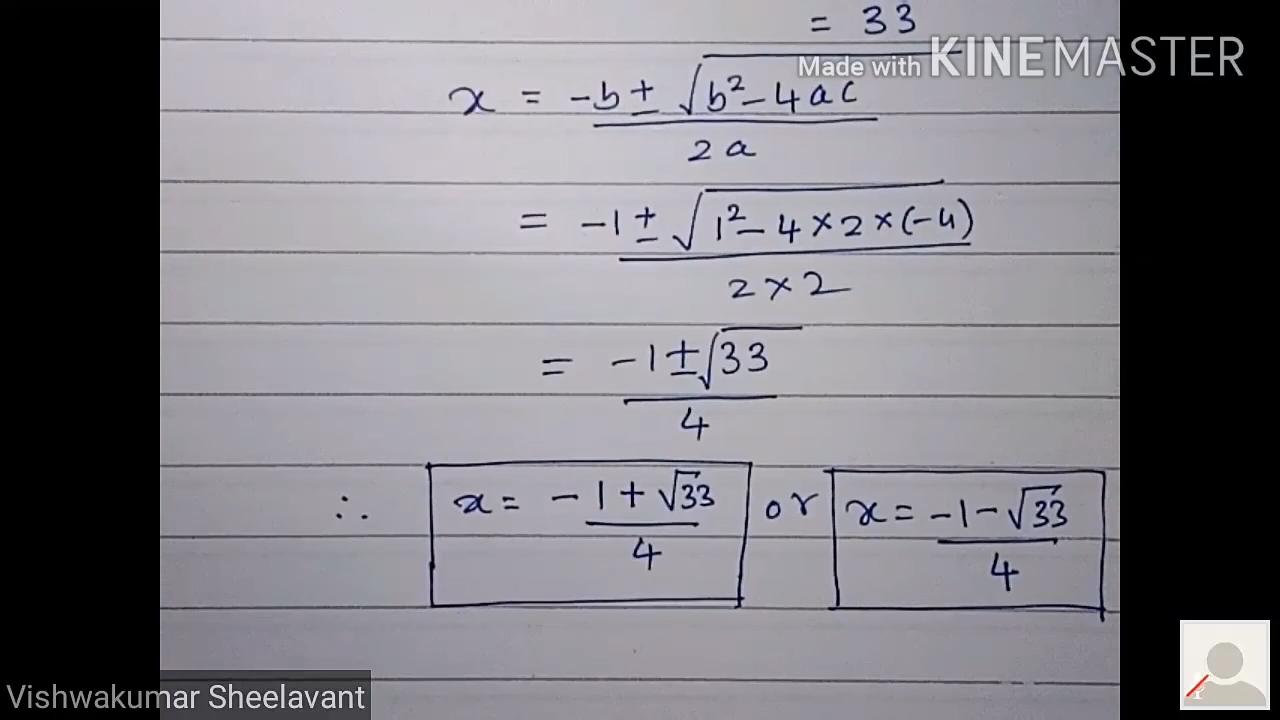 = 33
Made with KINEMASTER
x = -b ± √b² - 4ac
2a
= -1 ± √1² - 4 × 2 × (-4)
2 × 2
= -1 ± √33
4
∴ x = -1 + √33 or x = -1 - √33
4 4
Vishwakumar Sheelavant